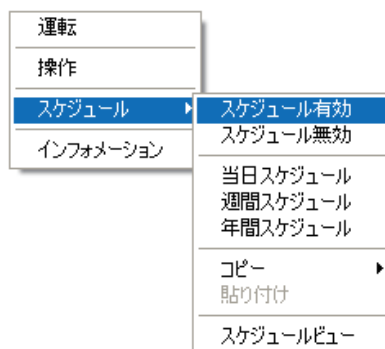 運転
操作
スケジュール
インフォメーション
スケジュール有効
スケジュール無効
当日スケジュール
週間スケジュール
年間スケジュール
コピー
貼り付け
スケジュールビュー